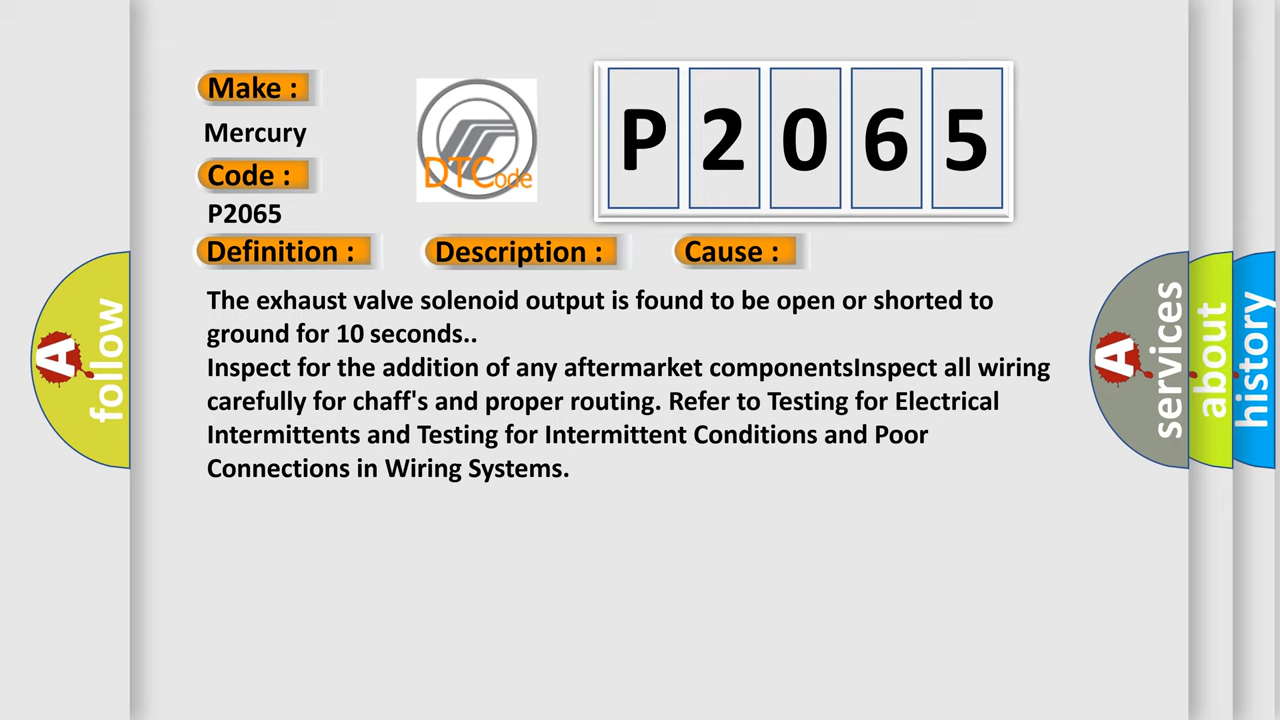 Make :
Mercury
Code :
P2065
DTCode
P 2 0 6 5
Definition :
Description :
Cause :
The exhaust valve solenoid output is found to be open or shorted to
ground for 10 seconds..
Inspect for the addition of any aftermarket componentsInspect all wiring
carefully for chaff's and proper routing. Refer to Testing for Electrical
Intermittents and Testing for Intermittent Conditions and Poor
Connections in Wiring Systems.
A follow
A services
about
history